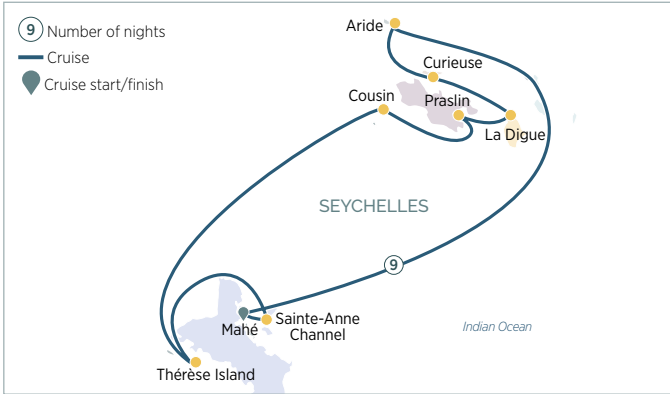 9 Number of nights
Cruise
Cruise start/finish
Aride
Curieuse
Cousin
Praslin
La Digue
SEYCHELLES
9
Mahé
Sainte-Anne
Channel
Indian Ocean
Thérèse Island